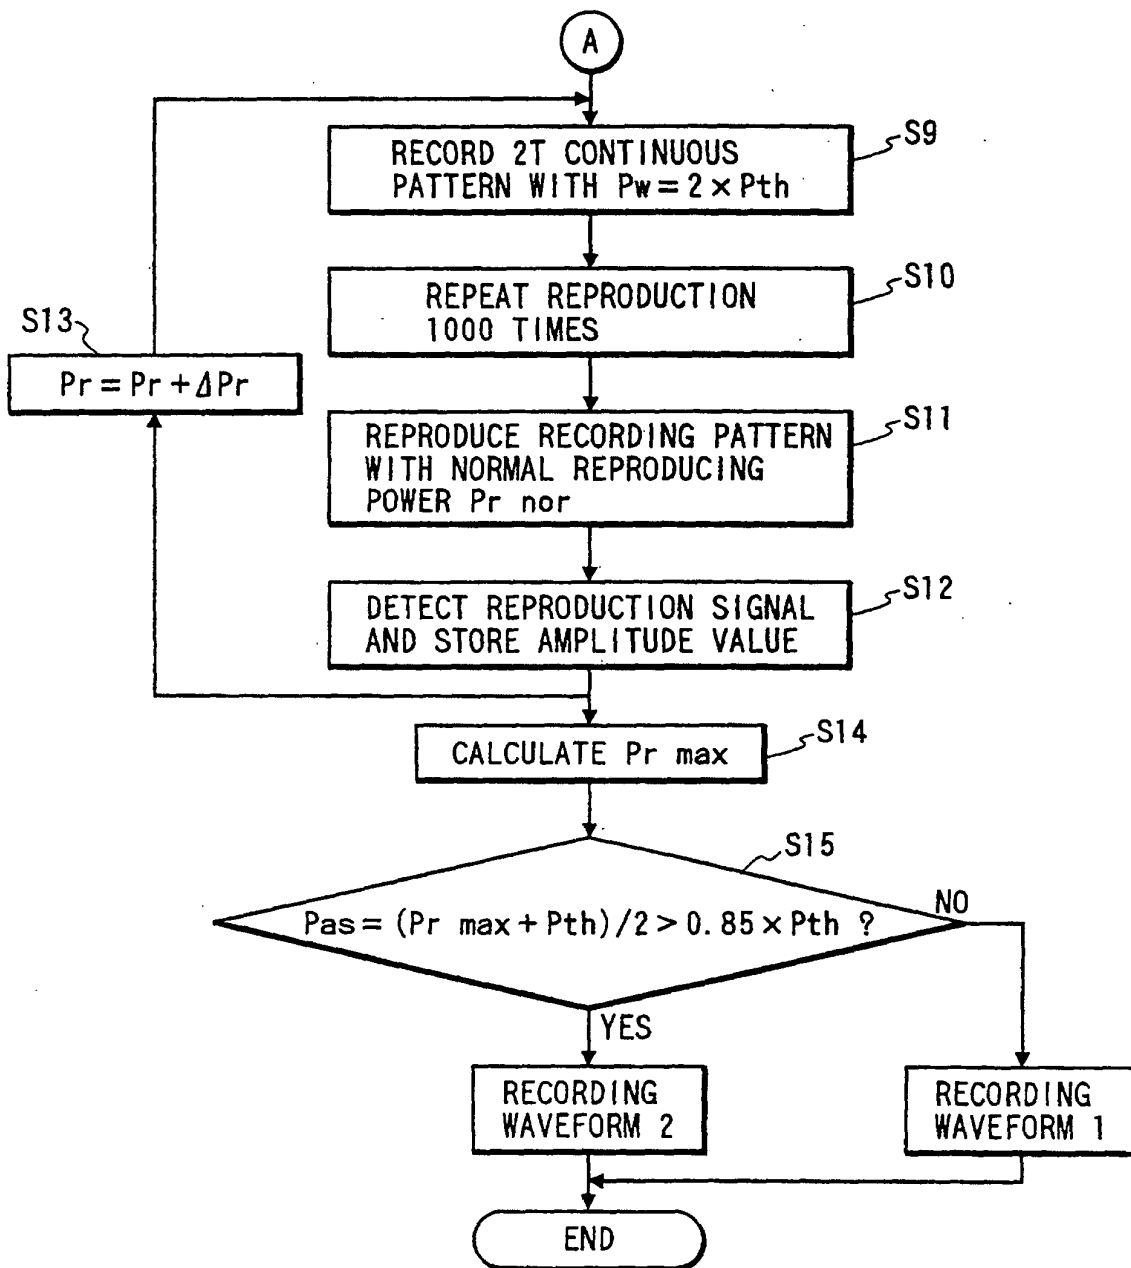 A
RECORD 2T CONTINUOUS
PATTERN WITH Pw = 2 × Pth
S9
REPEAT REPRODUCTION
1000 TIMES
S10
S13
Pr = Pr + ΔPr
REPRODUCE RECORDING PATTERN
WITH NORMAL REPRODUCING
POWER Pr nor
S11
DETECT REPRODUCTION SIGNAL
AND STORE AMPLITUDE VALUE
S12
CALCULATE Pr max
S14
S15
Pas = (Pr max + Pth)/2 > 0.85 × Pth ?
NO
YES
RECORDING
WAVEFORM 2
RECORDING
WAVEFORM 1
END